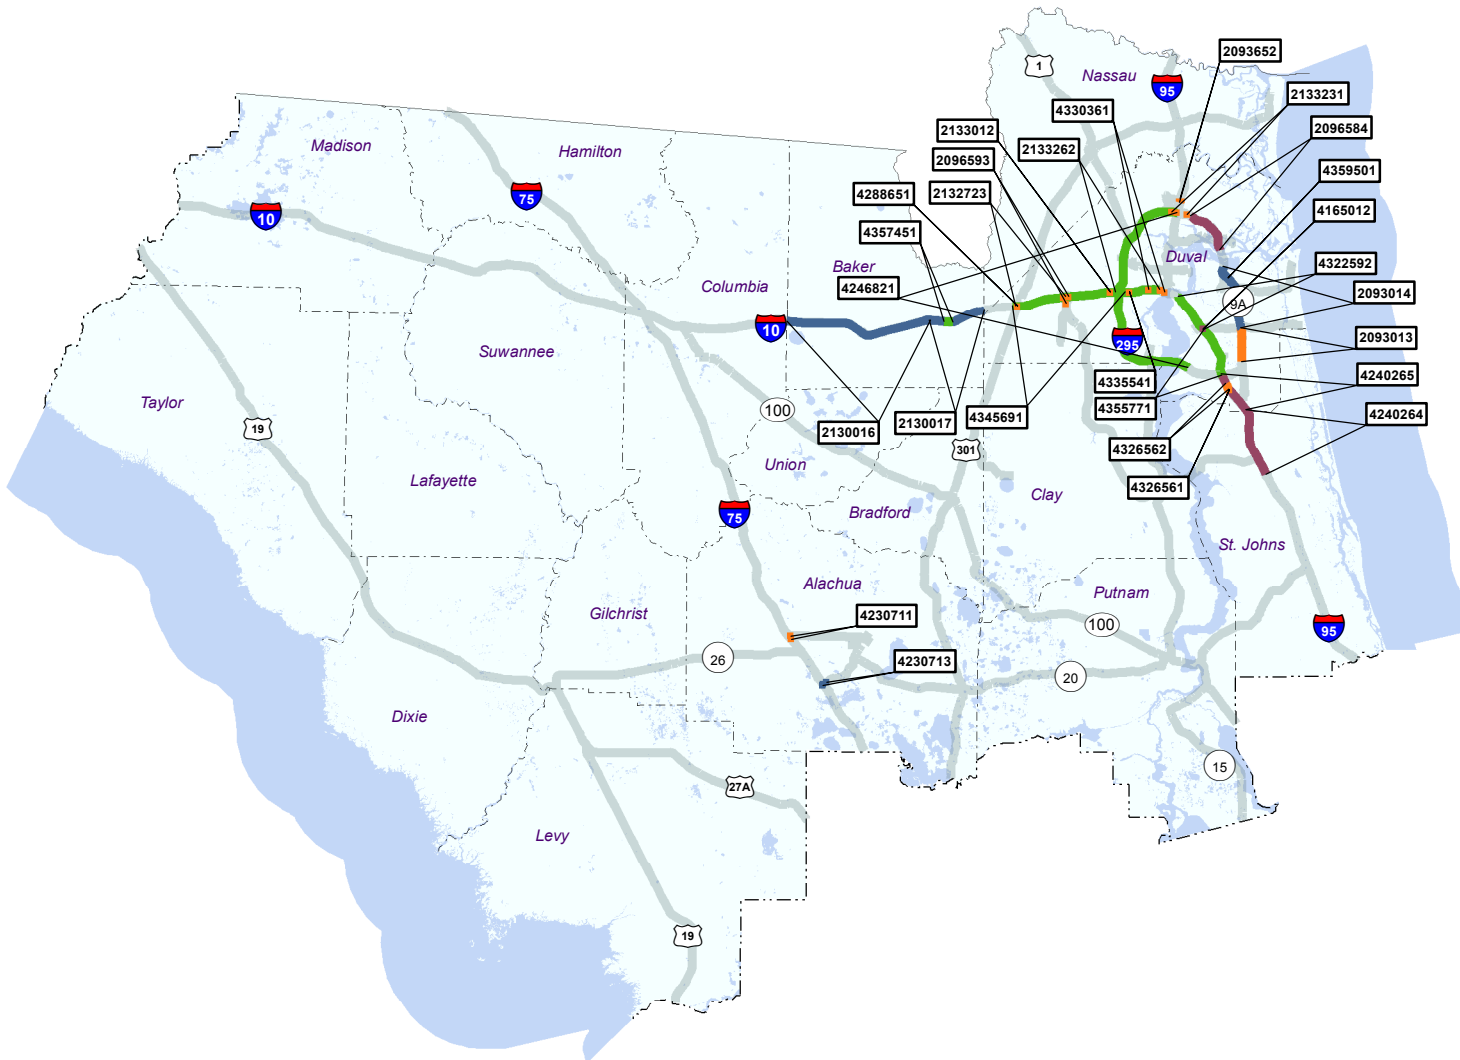 2093652
1
Nassau
95
2133231
4330361
2096584
2133012
Madison
Hamilton
2133262
2096593
4359501
75
4288651
2132723
10
4165012
4357451
Duval
4322592
Baker
Columbia
4246821
2093014
9A
10
2093013
295
Suwannee
4240265
4335541
Taylor
4355771
100
4345691
4240264
19
2130016
2130017
301
4326562
Union
Lafayette
4326561
Clay
75
Bradford
St. Johns
Alachua
Putnam
Gilchrist
4230711
100
95
26
4230713
20
Dixie
15
27A
Levy
19